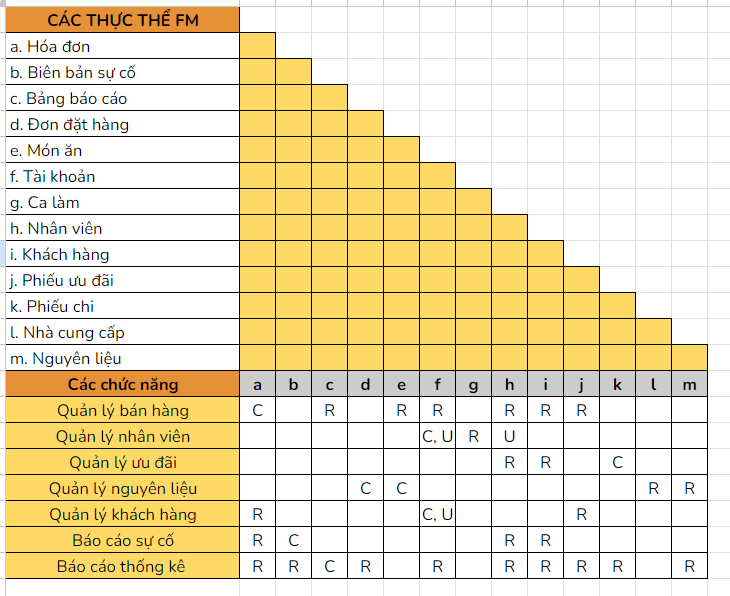 CÁC THỰC THỂ FM
a. Hóa đơn
b. Biên bản sự cố
c. Bảng báo cáo
d. Đơn đặt hàng
e. Món ăn
f. Tài khoản
g. Ca làm
h. Nhân viên
i. Khách hàng
j. Phiếu ưu đãi
k. Phiếu chi
l. Nhà cung cấp
m. Nguyên liệu
Các chức năng a b c d e f g h i j k l m
Quản lý bán hàng C R R R R R R
Quản lý nhân viên C, U R U
Quản lý ưu đãi R R C
Quản lý nguyên liệu C C R R
Quản lý khách hàng R C, U R
Báo cáo sự cố R C R R
Báo cáo thống kê R R C R R R R R R R